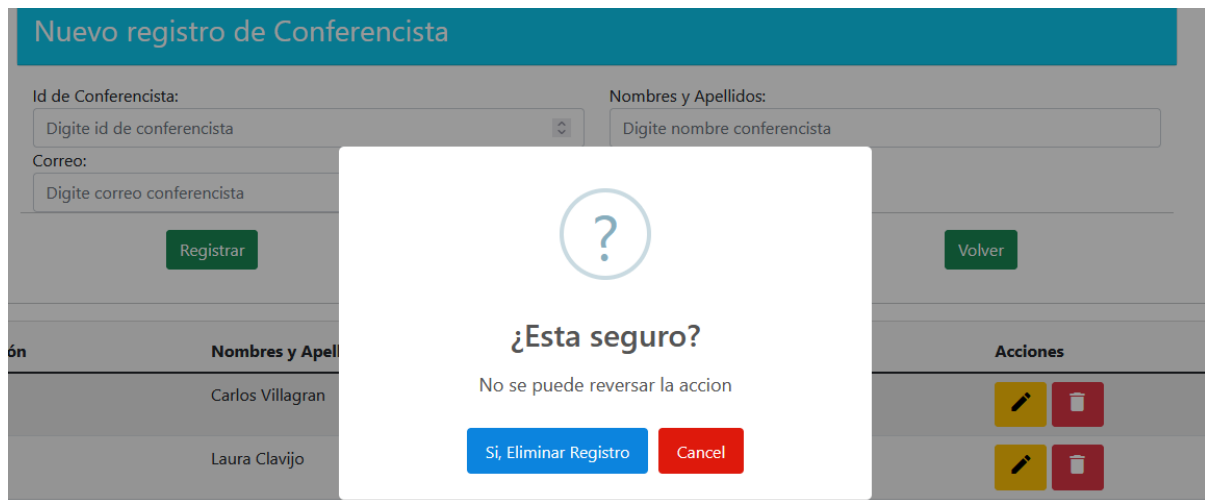 Nuevo registro de Conferencista
Id de Conferencista:
Nombres y Apellidos:
Digite id de conferencista
Digite nombre conferencista
Correo:
Digite correo conferencista
?
Registrar
Volver
¿Esta seguro?
No se puede reversar la accion
Si, Eliminar Registro
Cancel
ón
Nombres y Apell
Acciones
Carlos Villagran
Laura Clavijo